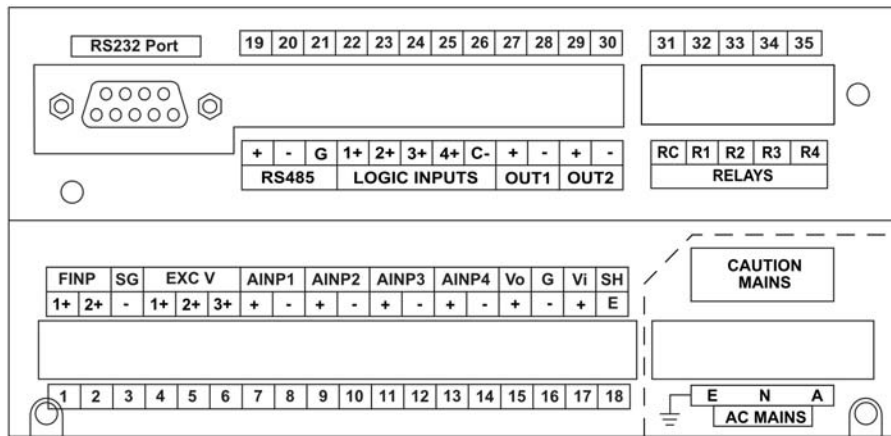 RS232 Port 19 20 21 22 23 24 25 26 27 28 29 30 31 32 33 34 35
+ - G 1+ 2+ 3+ 4+ C- + - + - RC R1 R2 R3 R4
RS485 LOGIC INPUTS OUT1 OUT2 RELAYS
FINP SG EXC V AINP1 AINP2 AINP3 AINP4 Vo G Vi SH
1+ 2+ - 1+ 2+ 3+ + - + - + - + - + - + E
CAUTION
MAINS
1 2 3 4 5 6 7 8 9 10 11 12 13 14 15 16 17 18
E N A
AC MAINS